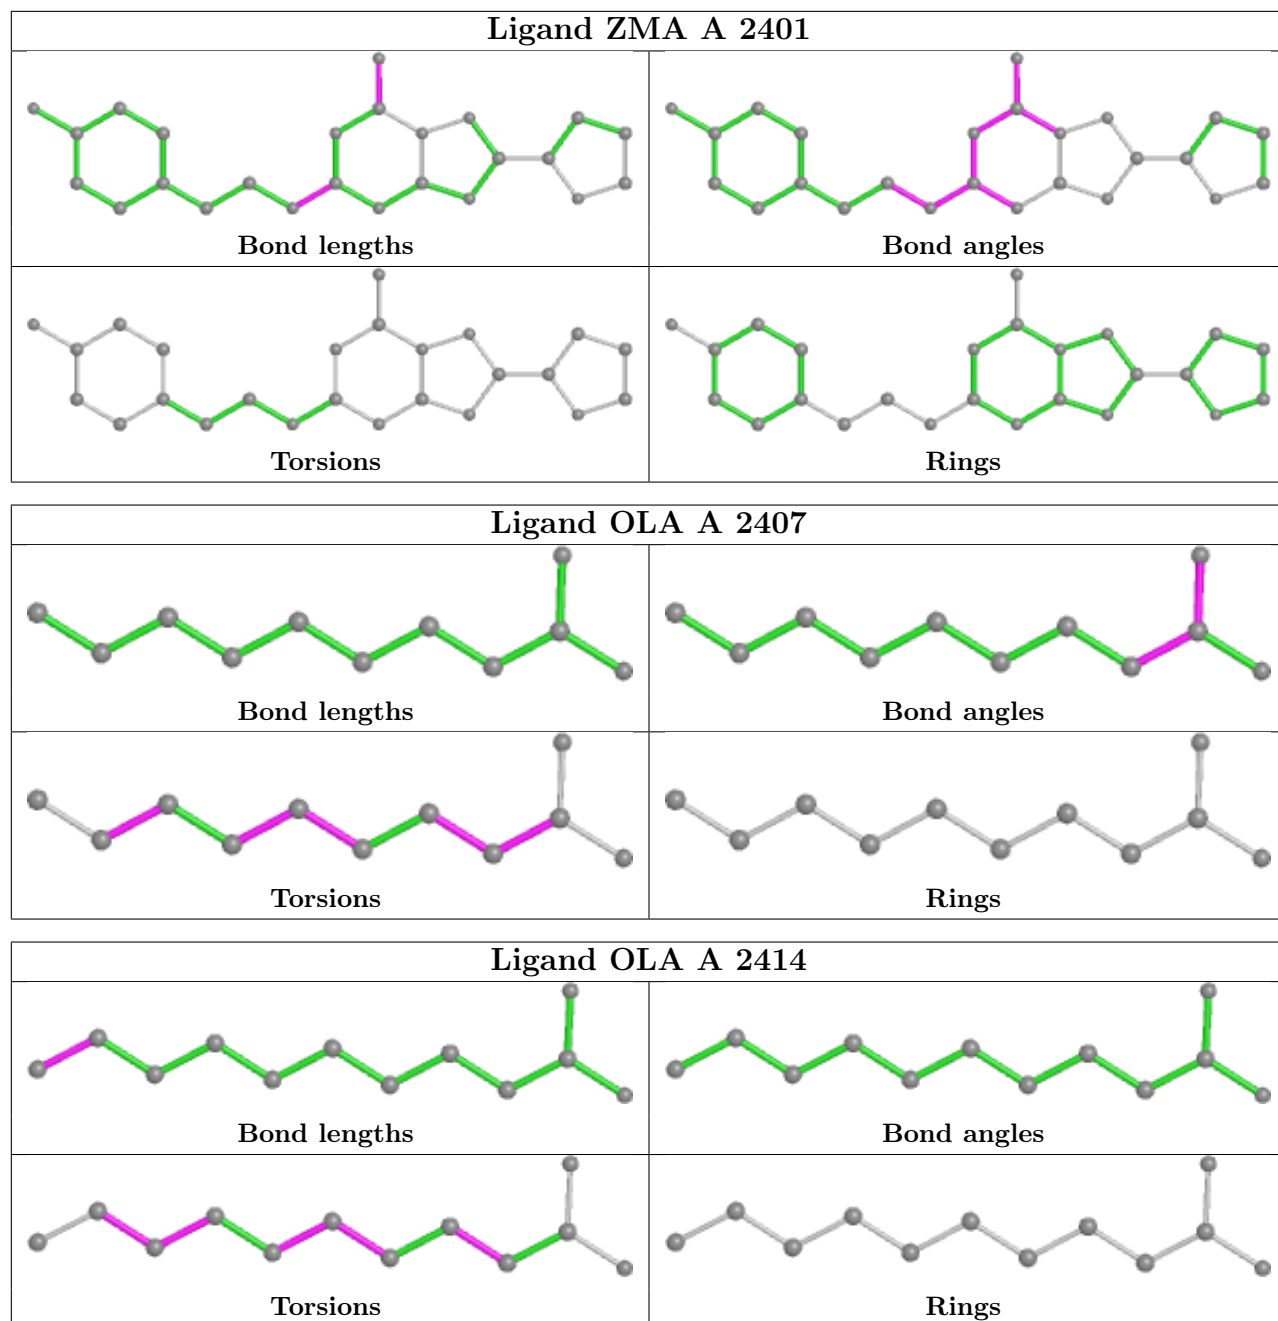 Ligand ZMA A 2401
Bond lengths
Bond angles
Torsions
Rings
Ligand OLA A 2407
Bond lengths
Bond angles
Torsions
Rings
Ligand OLA A 2414
Bond lengths
Bond angles
Torsions
Rings